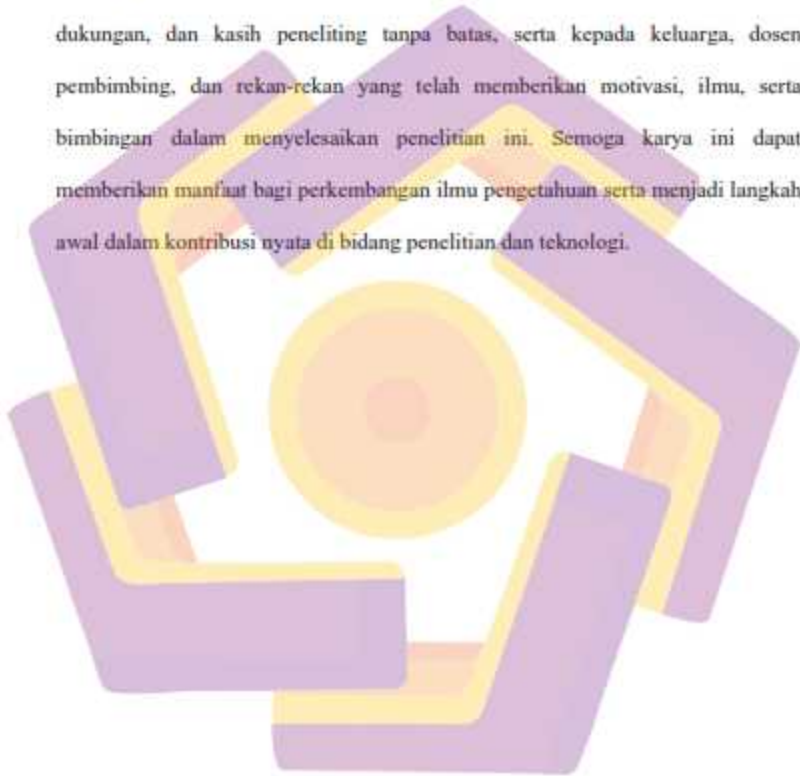 dukungan, dan kasih peneliting tanpa batas, serta kepada keluarga, dosen
pembimbing, dan rekan-rekan yang telah memberikan motivasi, ilmu, serta
bimbingan dalam menyelesaikan penelitian ini. Semoga karya ini dapat
memberikan manfaat bagi perkembangan ilmu pengetahuan serta menjadi langkah
awal dalam kontribusi nyata di bidang penelitian dan teknologi.